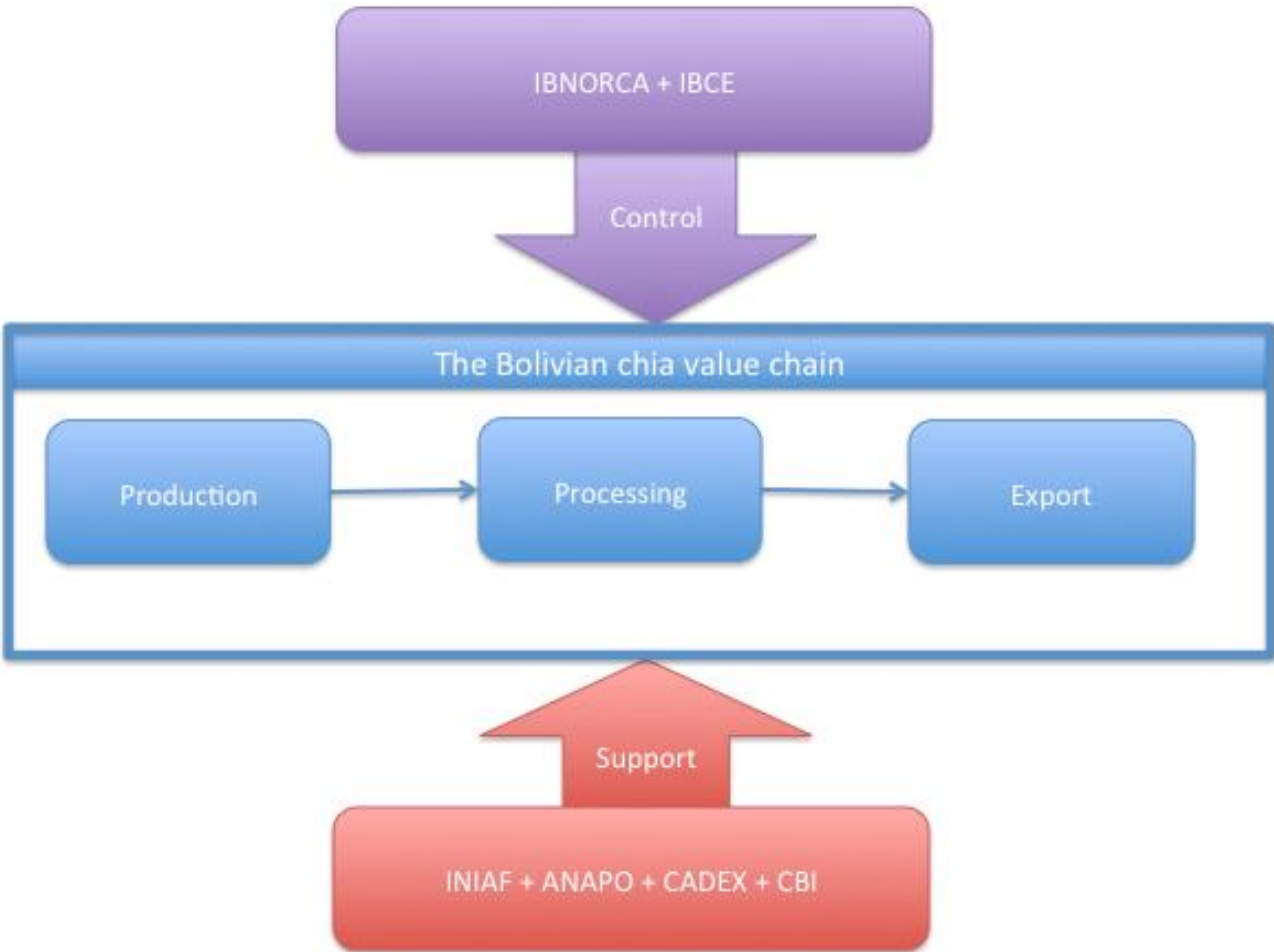 IBNORCA + IBCE
Control
The Bolivian chia value chain
Production
Processing
Export
Support
INIAF + ANAPO + CADEX + CBI